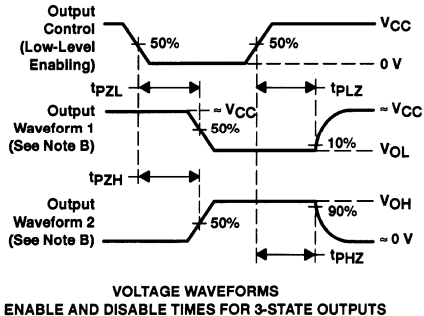 Output
Control
(Low-Level
Enabling)
50%
50%
VCC
0 V
tPZL
tPLZ
Output
Waveform 1
(See Note B)
≈ VCC
50%
≈ VCC
10%
VOL
tPZH
Output
Waveform 2
(See Note B)
50%
VOH
90%
≈ 0 V
tPHZ
VOLTAGE WAVEFORMS
ENABLE AND DISABLE TIMES FOR 3-STATE OUTPUTS